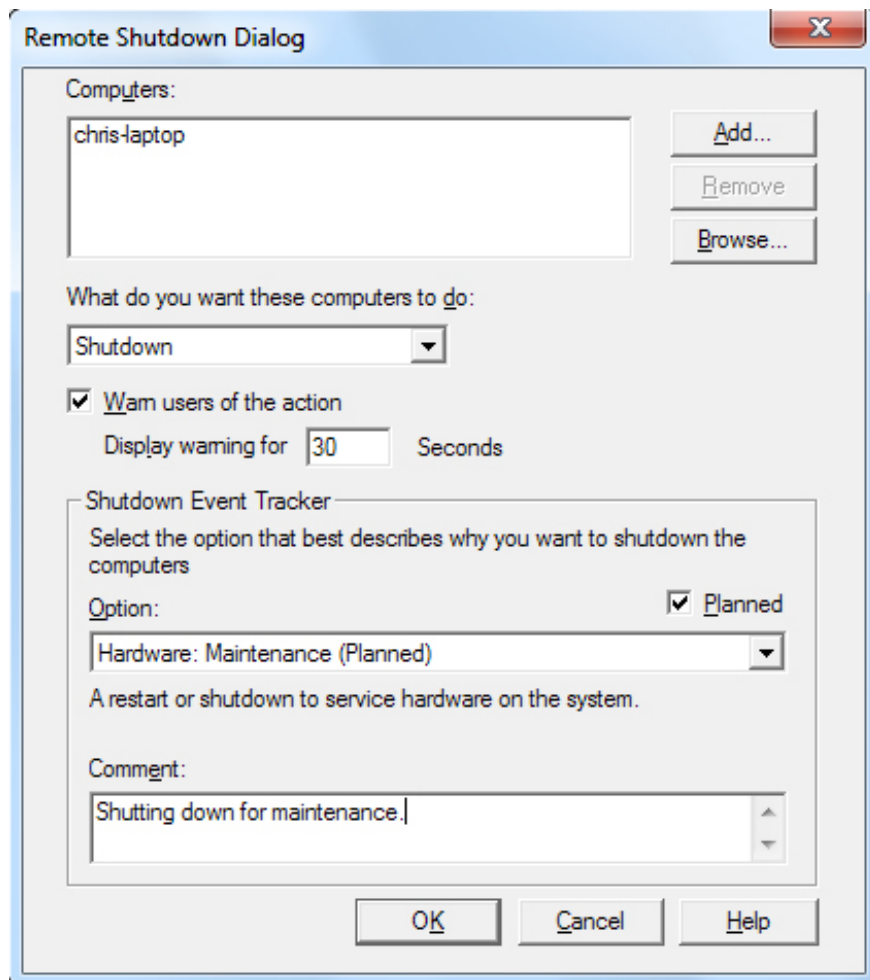 Remote Shutdown Dialog
Computers:
chris-laptop
Add...
Remove
Browse...
What do you want these computers to do:
Shutdown
Warn users of the action
Display warning for 30 Seconds
Shutdown Event Tracker
Select the option that best describes why you want to shutdown the
computers
Option:
Planned
Hardware: Maintenance (Planned)
A restart or shutdown to service hardware on the system.
Comment:
Shutting down for maintenance.
OK
Cancel
Help